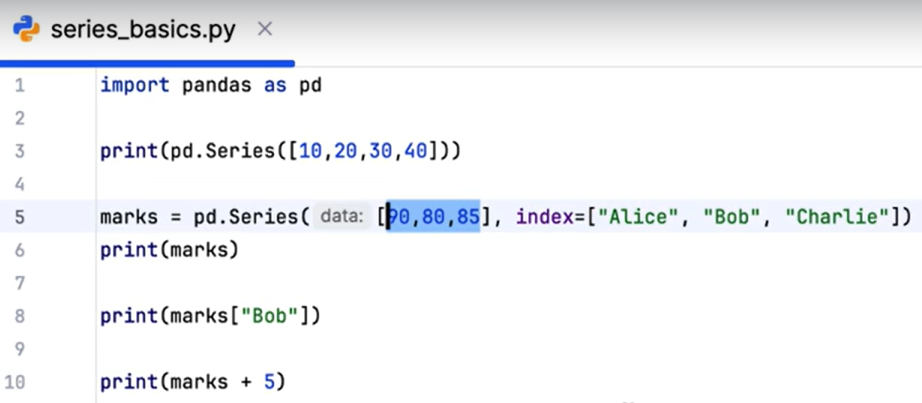 series_basics.py ×
1 import pandas as pd
2
3 print(pd.Series([10,20,30,40]))
4
5 marks = pd.Series( data: [90,80,85], index=["Alice", "Bob", "Charlie"])
6 print(marks)
7
8 print(marks["Bob"])
9
10 print(marks + 5)